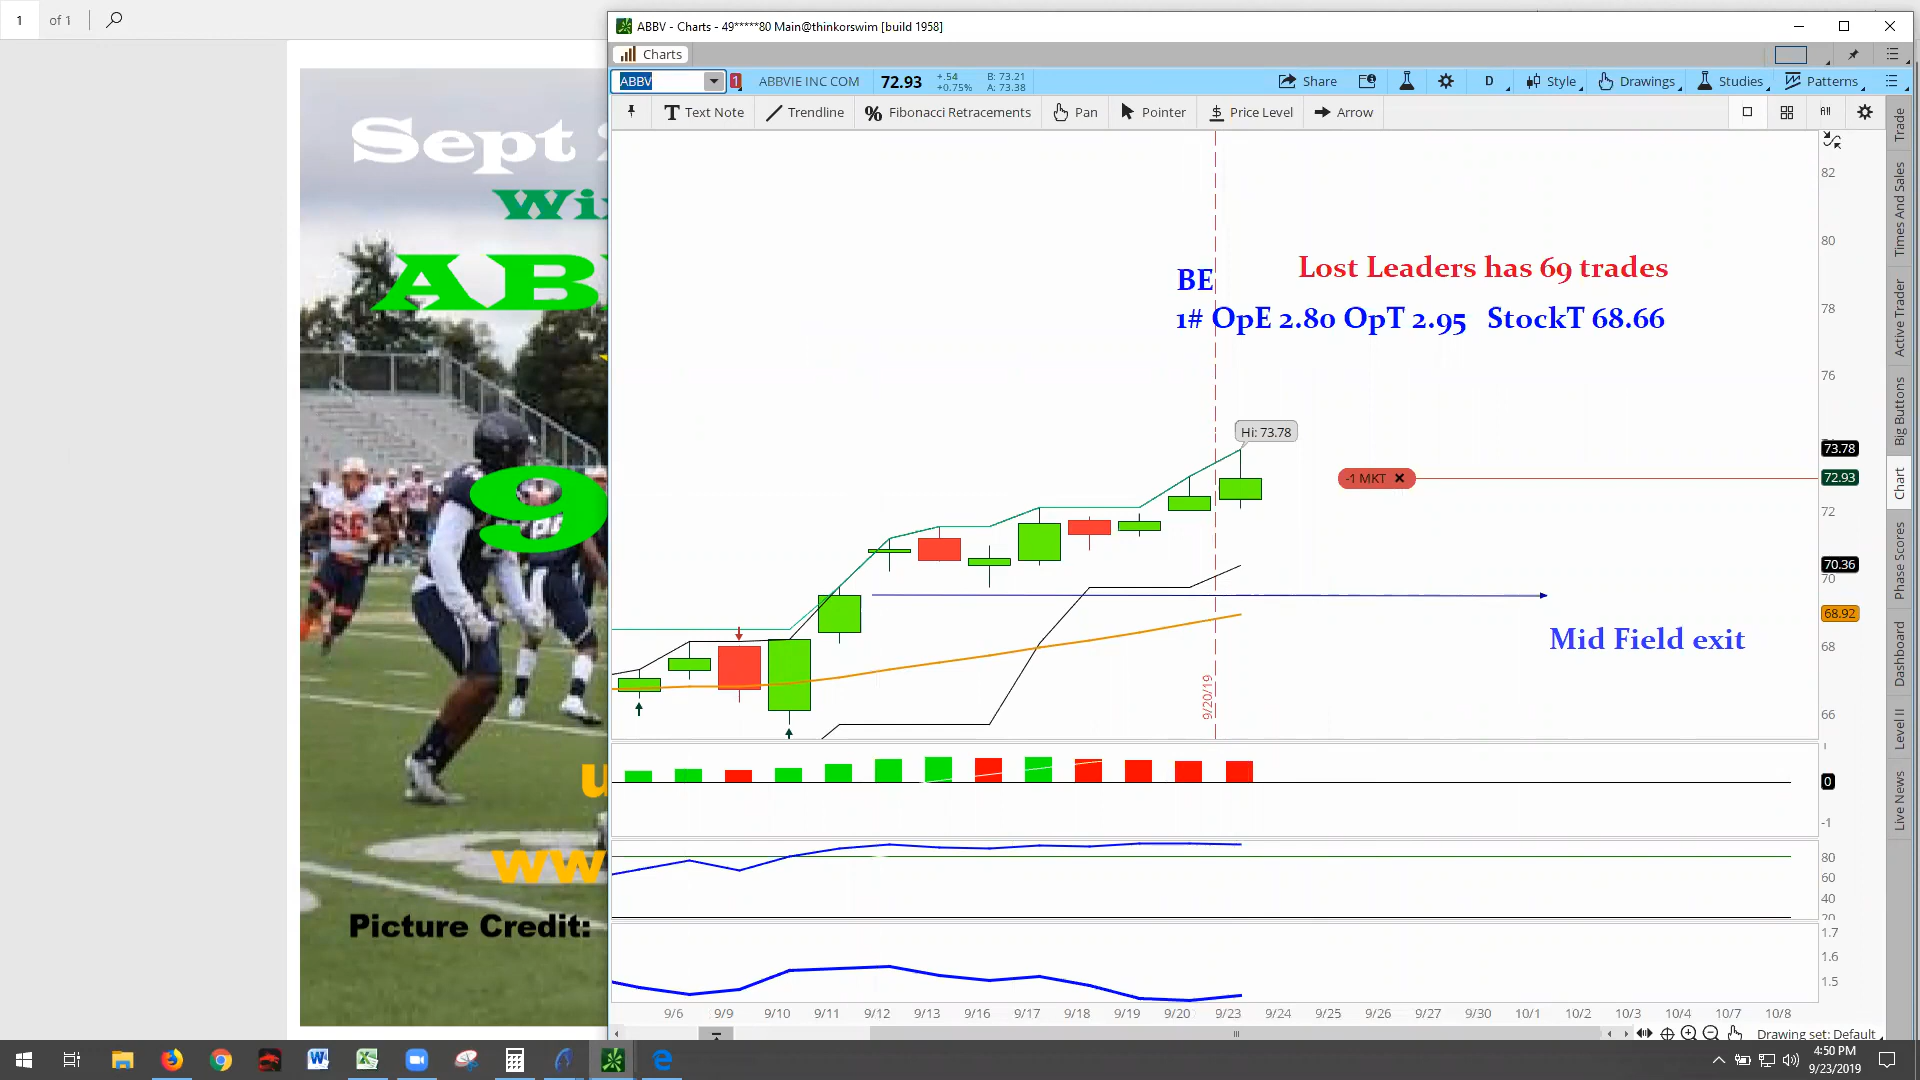 1 of 1
Sept
ABBV - Charts - 49*****80 Main@thinkorswim [build 1958]
Charts
ABBV 1 ABBVIE INC COM 72.93 +.54 +0.75% B: 73.21 A: 73.38 Share D Style Drawings Studies Patterns
Text Note Trendline Fibonacci Retracements Pan Pointer Price Level Arrow
Lost Leaders has 69 trades
BE
1# OpE 2.80 OpT 2.95 StockT 68.66
Hi: 73.78
-1 MKT
Mid Field exit
9/20/19
82
80
78
76
73.78
72.93
72
70.36
70
68.92
68
66
1
0
-1
80
60
40
20
1.7
1.6
1.5
9/6 9/9 9/10 9/11 9/12 9/13 9/16 9/17 9/18 9/19 9/20 9/23 9/24 9/25 9/26 9/27 9/30 10/1 10/2 10/3 10/4 10/7 10/8
Drawing set: Default
Trade
Times And Sales
Active Trader
Big Buttons
Chart
Phase Scores
Dashboard
Level II
Live News
9
ww
Picture Credit:
4:50 PM
9/23/2019